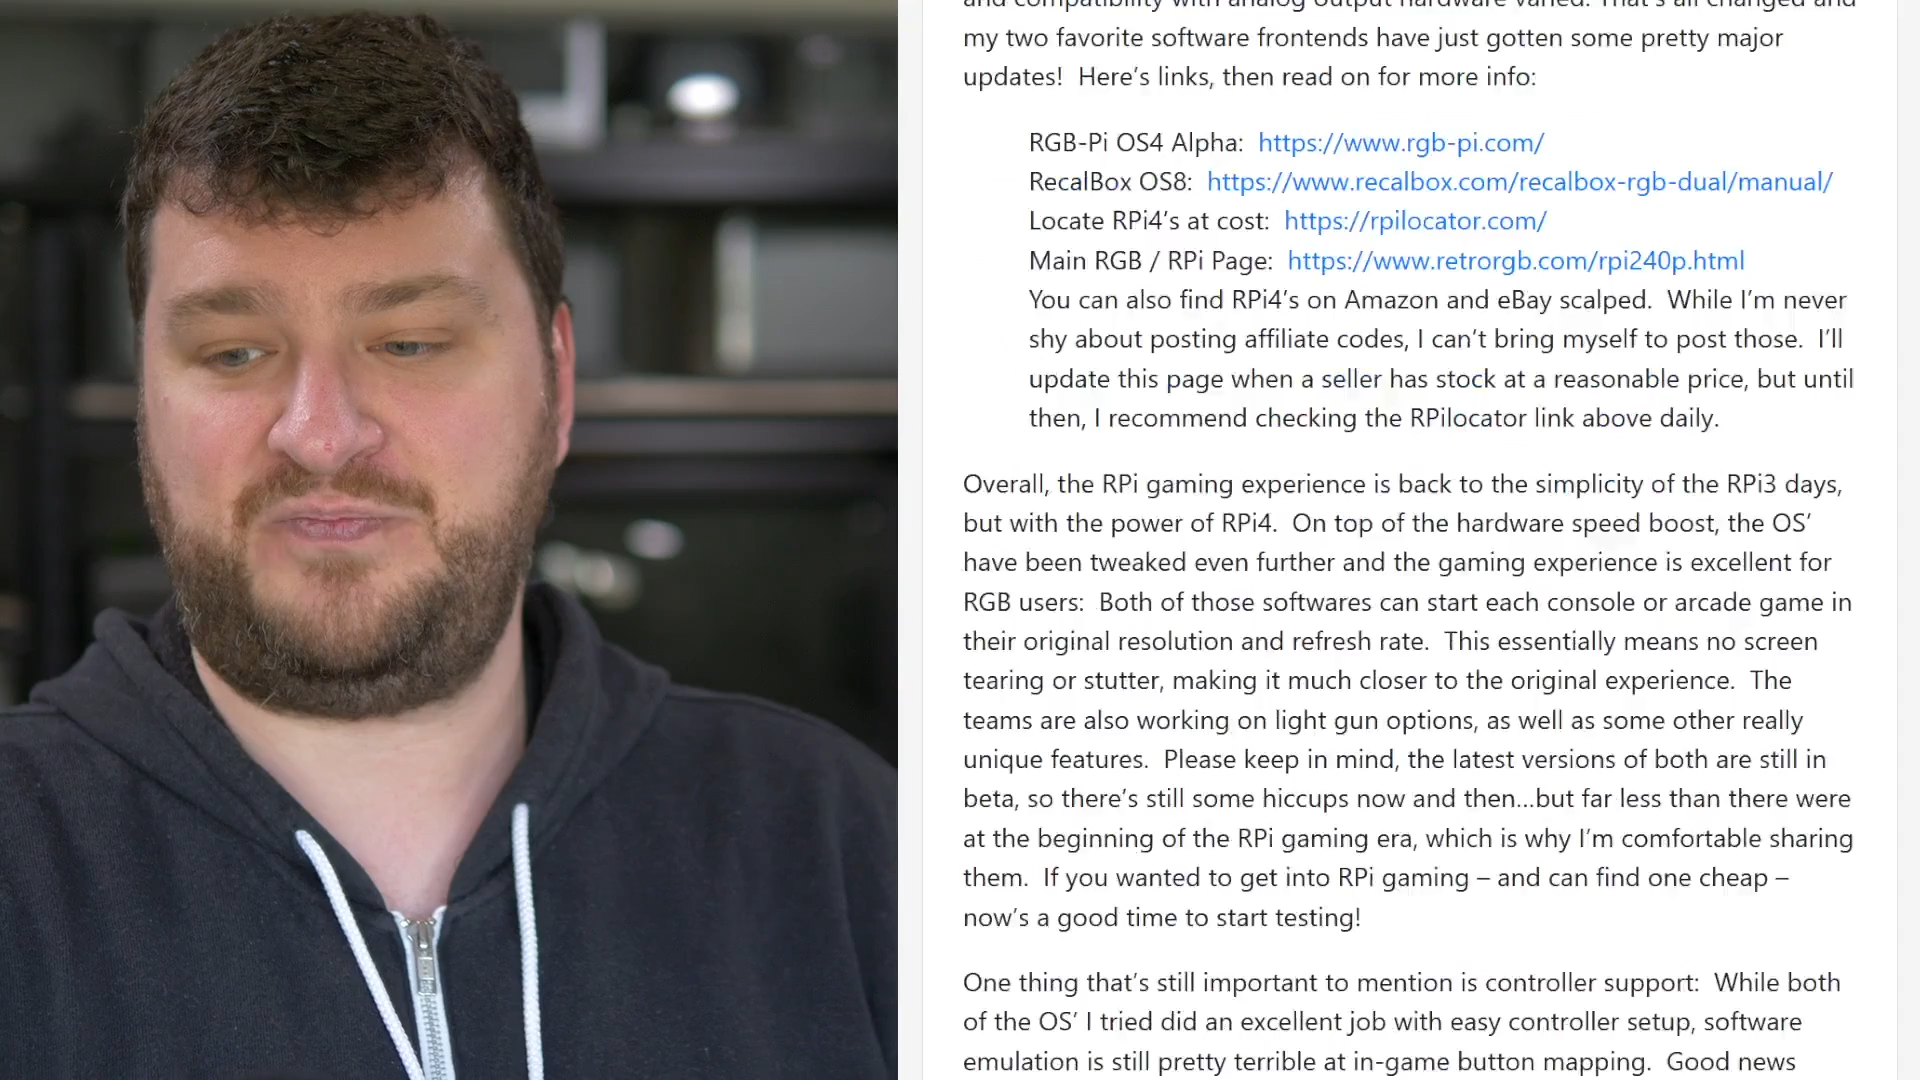 and compatibility with analog output hardware varied. That's all changed and
my two favorite software frontends have just gotten some pretty major
updates!  Here's links, then read on for more info:
RGB-Pi OS4 Alpha:  https://www.rgb-pi.com/
RecalBox OS8:  https://www.recalbox.com/recalbox-rgb-dual/manual/
Locate RPi4's at cost:  https://rpilocator.com/
Main RGB / RPi Page:  https://www.retrorgb.com/rpi240p.html
You can also find RPi4's on Amazon and eBay scalped.  While I'm never
shy about posting affiliate codes, I can't bring myself to post those.  I'll
update this page when a seller has stock at a reasonable price, but until
then, I recommend checking the RPilocator link above daily.
Overall, the RPi gaming experience is back to the simplicity of the RPi3 days,
but with the power of RPi4.  On top of the hardware speed boost, the OS'
have been tweaked even further and the gaming experience is excellent for
RGB users:  Both of those softwares can start each console or arcade game in
their original resolution and refresh rate.  This essentially means no screen
tearing or stutter, making it much closer to the original experience.  The
teams are also working on light gun options, as well as some other really
unique features.  Please keep in mind, the latest versions of both are still in
beta, so there's still some hiccups now and then…but far less than there were
at the beginning of the RPi gaming era, which is why I'm comfortable sharing
them.  If you wanted to get into RPi gaming – and can find one cheap –
now's a good time to start testing!
One thing that's still important to mention is controller support:  While both
of the OS' I tried did an excellent job with easy controller setup, software
emulation is still pretty terrible at in-game button mapping.  Good news